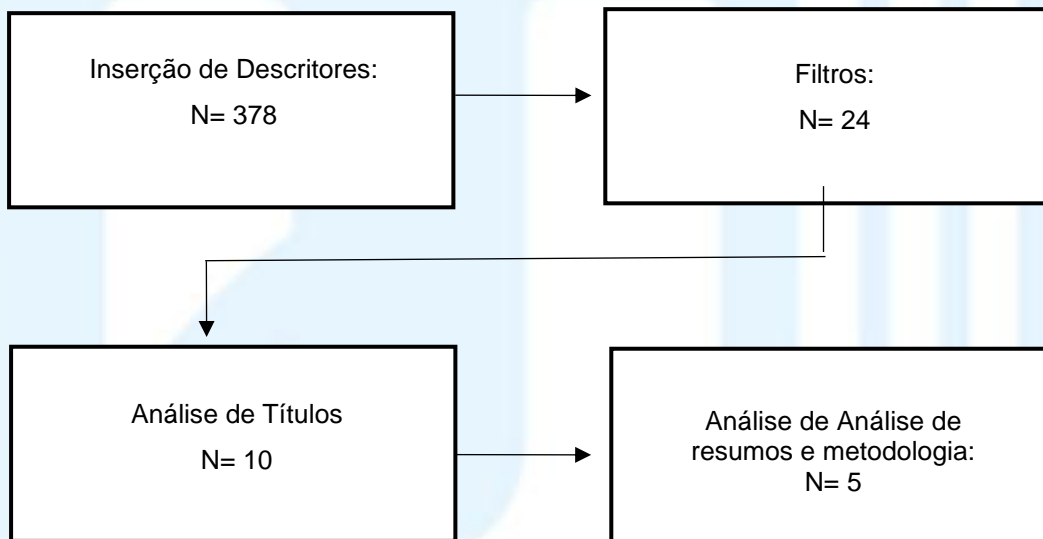 Inserção de Descritores:
N= 378
Filtros:
N= 24
Análise de Títulos
N= 10
Análise de Análise de
resumos e metodologia:
N= 5